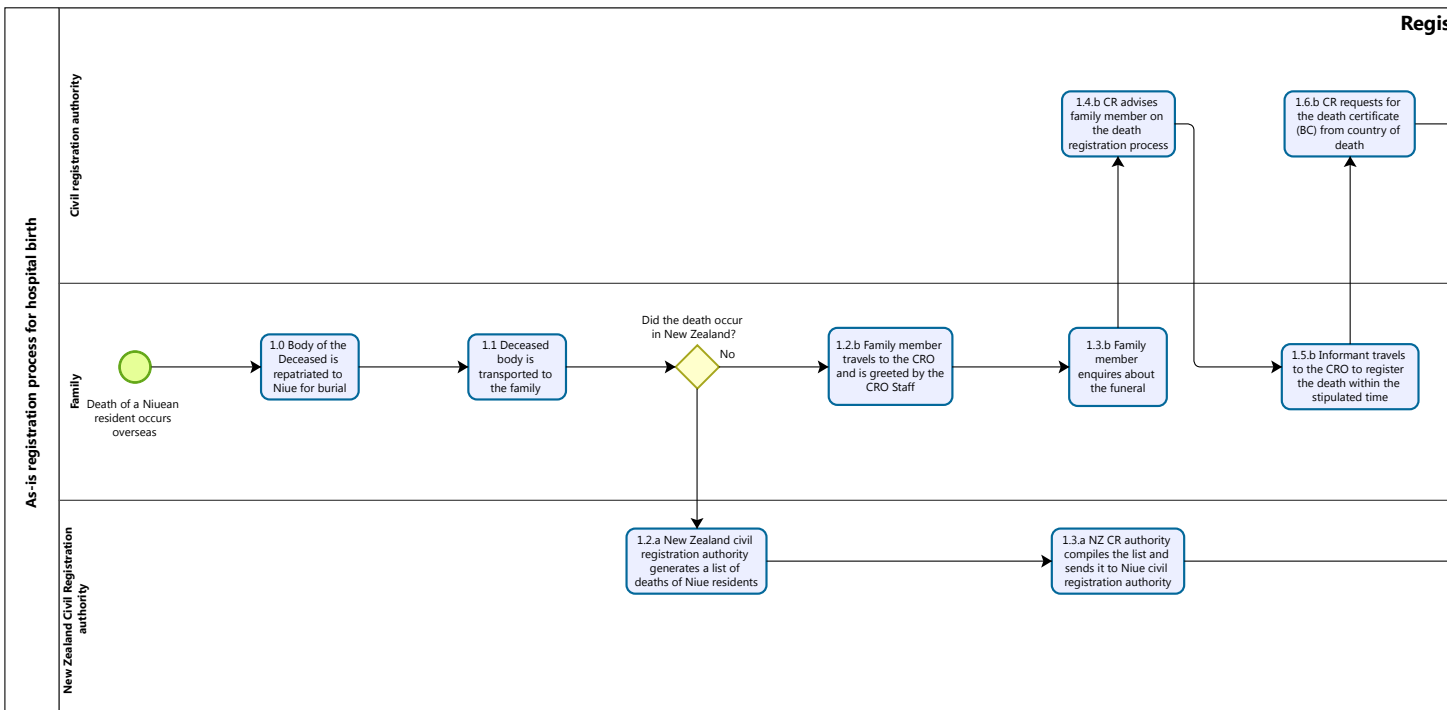 Regis
As-is registration process for hospital birth
Civil registration authority
1.4.b CR advises
family member on
the death
registration process
1.6.b CR requests for
the death certificate
(BC) from country of
death
Family
Death of a Niuean
resident occurs
overseas
1.0 Body of the
Deceased is
repatriated to
Niue for burial
1.1 Deceased
body is
transported to
the family
Did the death occur
in New Zealand?
No
1.2.b Family member
travels to the CRO
and is greeted by the
CRO Staff
1.3.b Family
member
enquires about
the funeral
1.5.b Informant travels
to the CRO to register
the death within the
stipulated time
New Zealand Civil Registration
authority
1.2.a New Zealand civil
registration authority
generates a list of
deaths of Niue residents
1.3.a NZ CR authority
compiles the list and
sends it to Niue civil
registration authority